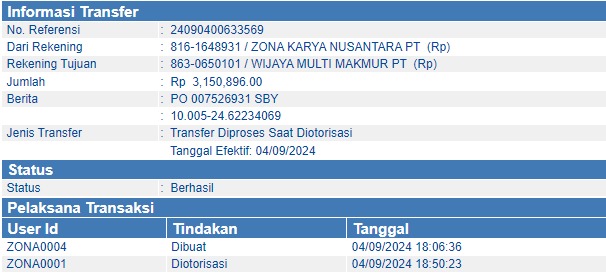 Informasi Transfer
No. Referensi : 24090400633569
Dari Rekening : 816-1648931 / ZONA KARYA NUSANTARA PT (Rp)
Rekening Tujuan : 863-0650101 / WIJAYA MULTI MAKMUR PT (Rp)
Jumlah : Rp 3,150,896.00
Berita : PO 007526931 SBY
: 10.005-24.62234069
Jenis Transfer : Transfer Diproses Saat Diotorisasi
Tanggal Efektif: 04/09/2024
Status
Status : Berhasil
Pelaksana Transaksi
User Id Tindakan Tanggal
ZONA0004 Dibuat 04/09/2024 18:06:36
ZONA0001 Diotorisasi 04/09/2024 18:50:23